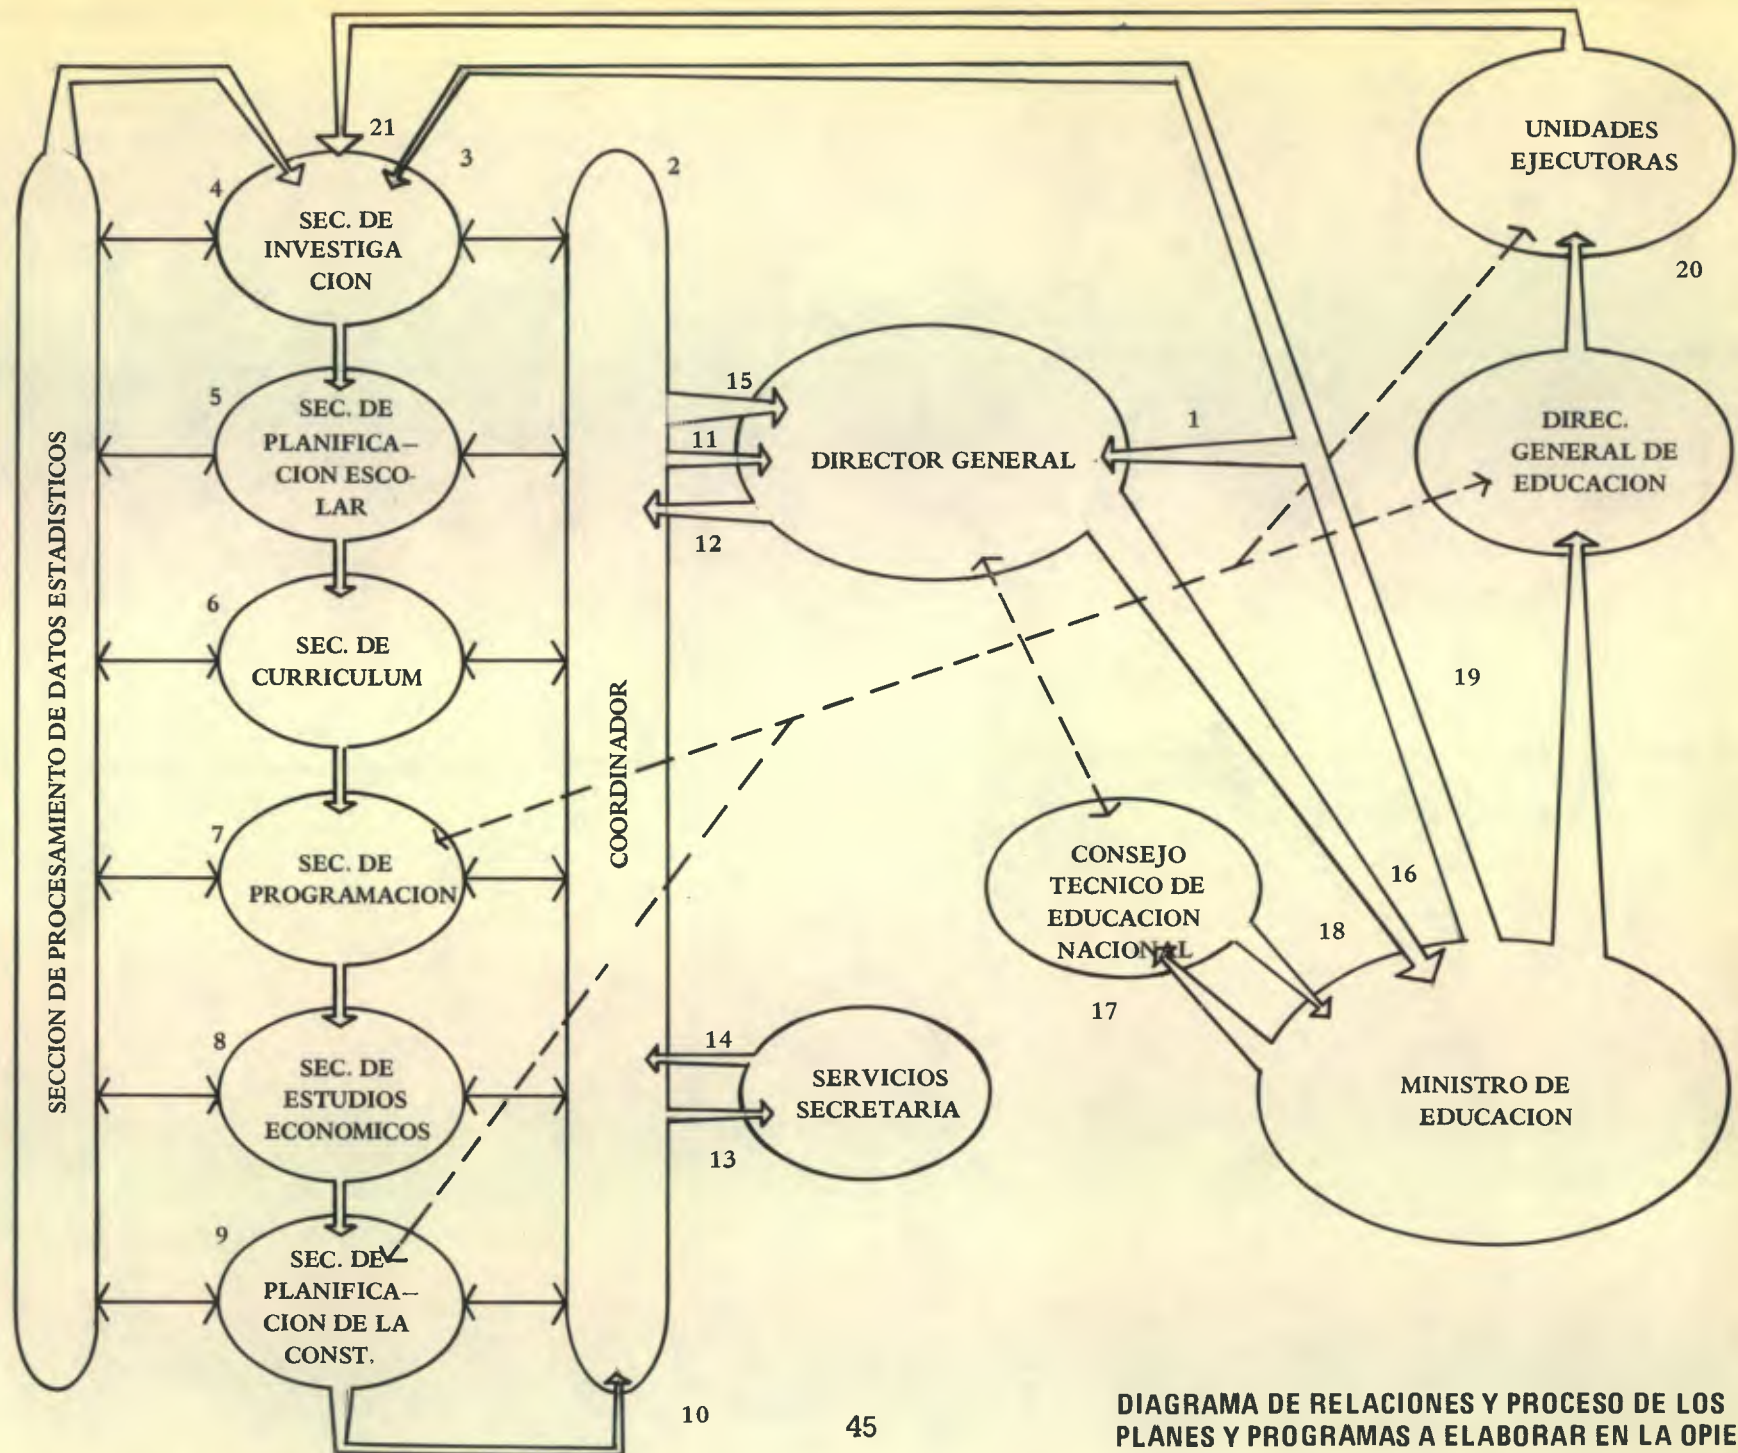 21
3
2
4
SEC. DE
INVESTIGA
CION
UNIDADES
EJECUTORAS
20
5
SEC. DE
PLANIFICA—
CION ESCO-
LAR
15
11
12
DIRECTOR GENERAL
1
DIREC.
GENERAL DE
EDUCACION
SECCION DE PROCESAMIENTO DE DATOS ESTADISTICOS
6
SEC. DE
CURRICULUM
COORDINADOR
19
7
SEC. DE
PROGRAMACION
CONSEJO
TECNICO DE
EDUCACION
NACIONAL
16
18
17
8
SEC. DE
ESTUDIOS
ECONOMICOS
14
SERVICIOS
SECRETARIA
13
MINISTRO DE
EDUCACION
9
SEC. DE
PLANIFICA—
CION DE LA
CONST.
10
45
DIAGRAMA DE RELACIONES Y PROCESO DE LOS
PLANES Y PROGRAMAS A ELABORAR EN LA OPIE